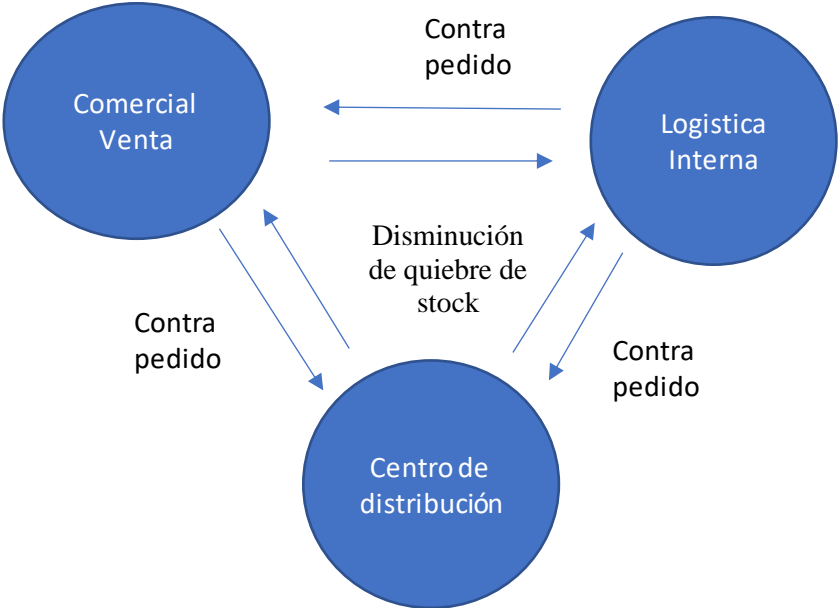 Contra
pedido
Comercial
Venta
Logistica
Interna
Disminución
de quiebre de
stock
Contra
pedido
Contra
pedido
Centro de
distribución